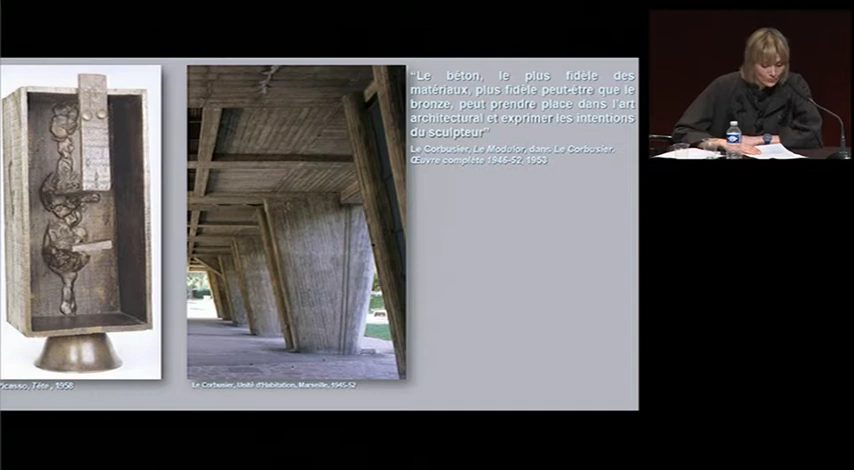 “Le béton, le plus fidèle des
matériaux, plus fidèle peut-être que le
bronze, peut prendre place dans l'art
architectural et exprimer les intentions
du sculpteur”
Le Corbusier, Le Modulor, dans Le Corbusier.
Œuvre complète 1946-52, 1953
Picasso, Tête, 1958
Le Corbusier, Unité d'Habitation, Marseille, 1945-52